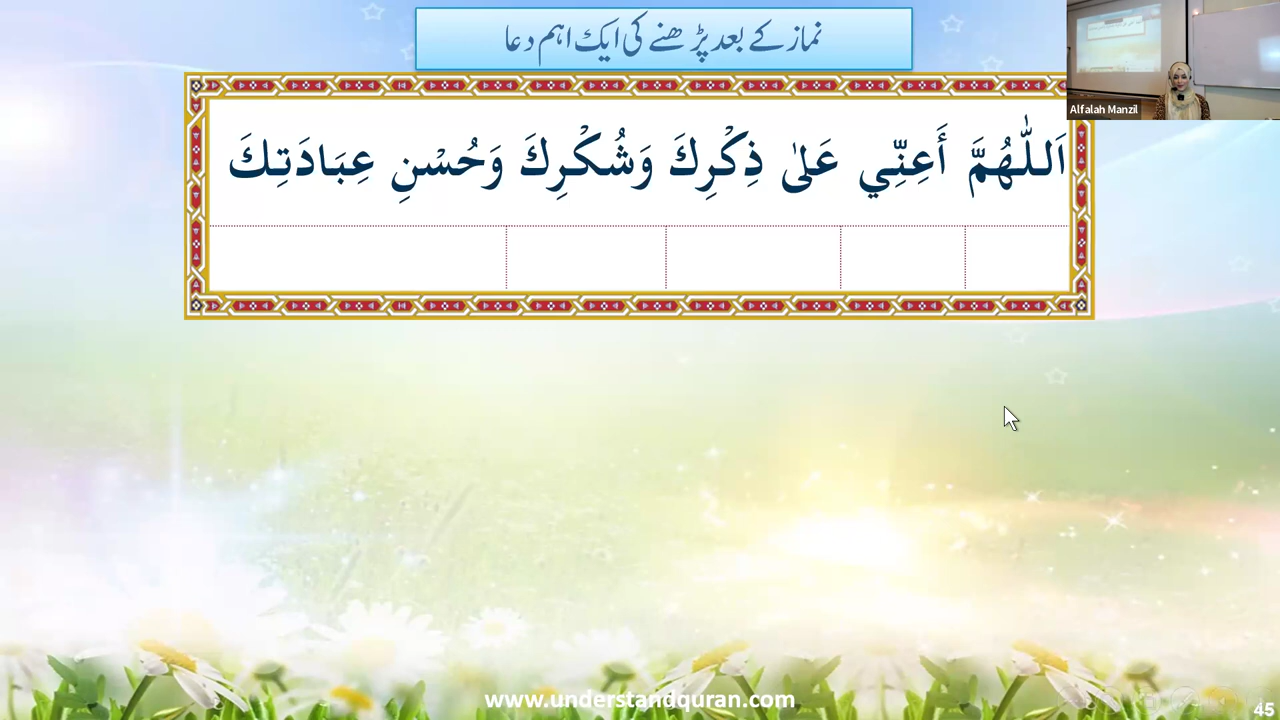 نماز کے بعد پڑھنے کی ایک اہم دعا
Alfalah Manzil
اَللّٰهُمَّ أَعِنِّي عَلىٰ ذِكْرِكَ وَشُكْرِكَ وَحُسْنِ عِبَادَتِكَ
www.understandquran.com
45